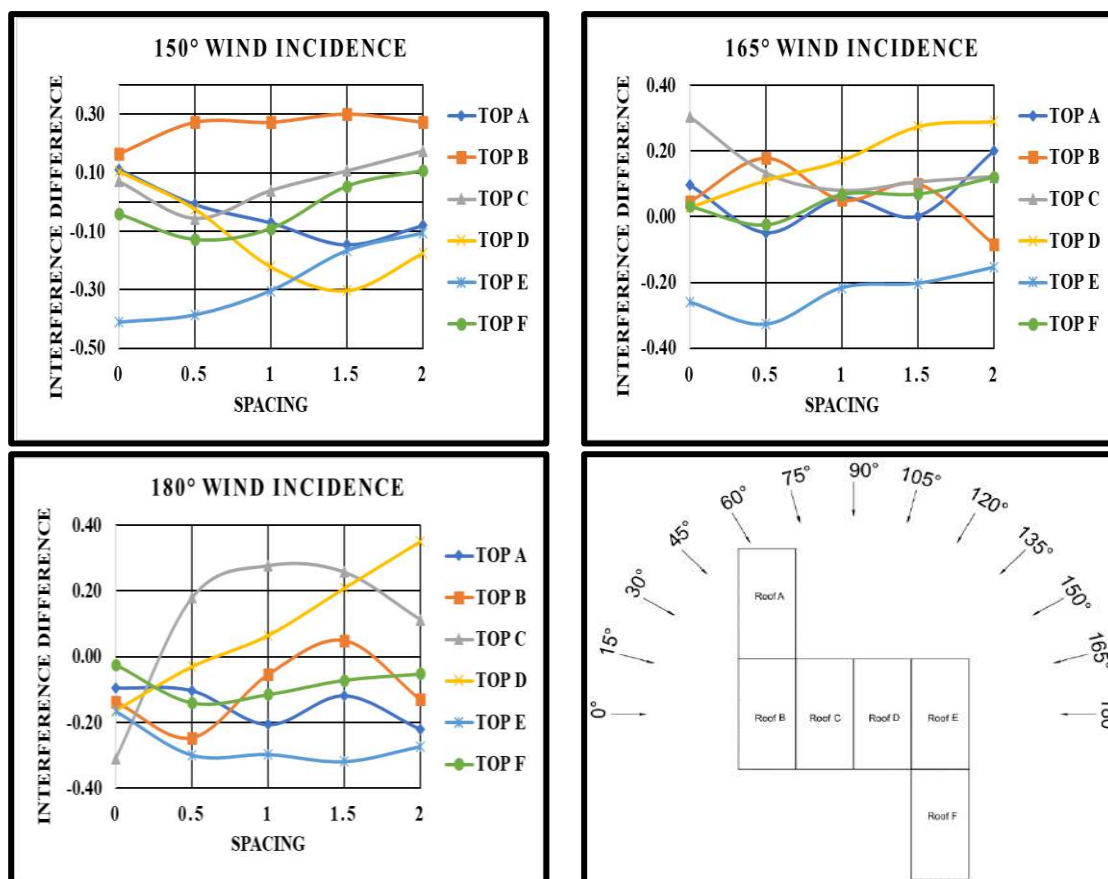 150° WIND INCIDENCE
INTERFERENCE DIFFERENCE
0.30
0.10
-0.10
-0.30
-0.50
0 0.5 1 1.5 2
SPACING
TOP A
TOP B
TOP C
TOP D
TOP E
TOP F
165° WIND INCIDENCE
INTERFERENCE DIFFERENCE
0.40
0.20
0.00
-0.20
-0.40
0 0.5 1 1.5 2
SPACING
TOP A
TOP B
TOP C
TOP D
TOP E
TOP F
180° WIND INCIDENCE
INTERFERENCE DIFFERENCE
0.40
0.20
0.00
-0.20
-0.40
0 0.5 1 1.5 2
SPACING
TOP A
TOP B
TOP C
TOP D
TOP E
TOP F
0°
15°
30°
45°
60°
75°
90°
105°
120°
135°
150°
165°
Roof A
Roof B Roof C Roof D Roof E
Roof F